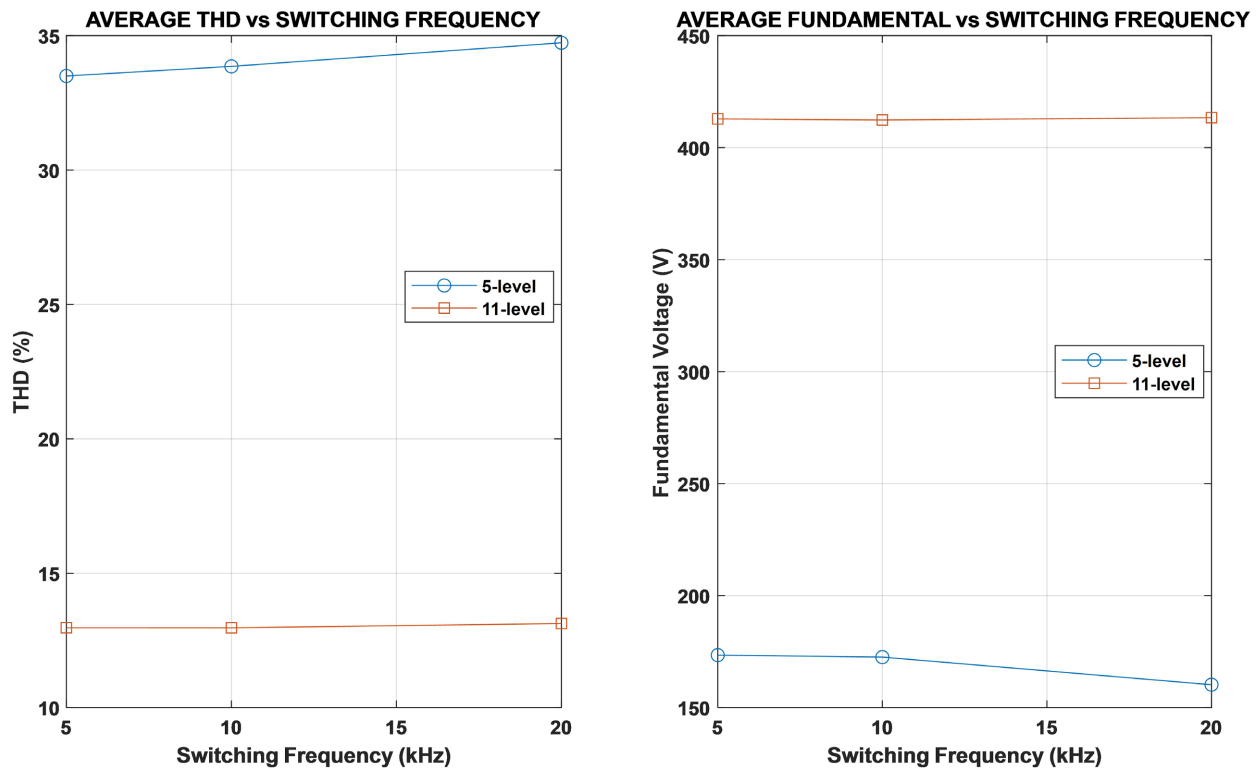 AVERAGE THD vs SWITCHING FREQUENCY
35
30
25
20
15
10
THD (%)
5-level
11-level
5 10 15 20
Switching Frequency (kHz)
AVERAGE FUNDAMENTAL vs SWITCHING FREQUENCY
450
400
350
300
250
200
150
Fundamental Voltage (V)
5-level
11-level
5 10 15 20
Switching Frequency (kHz)